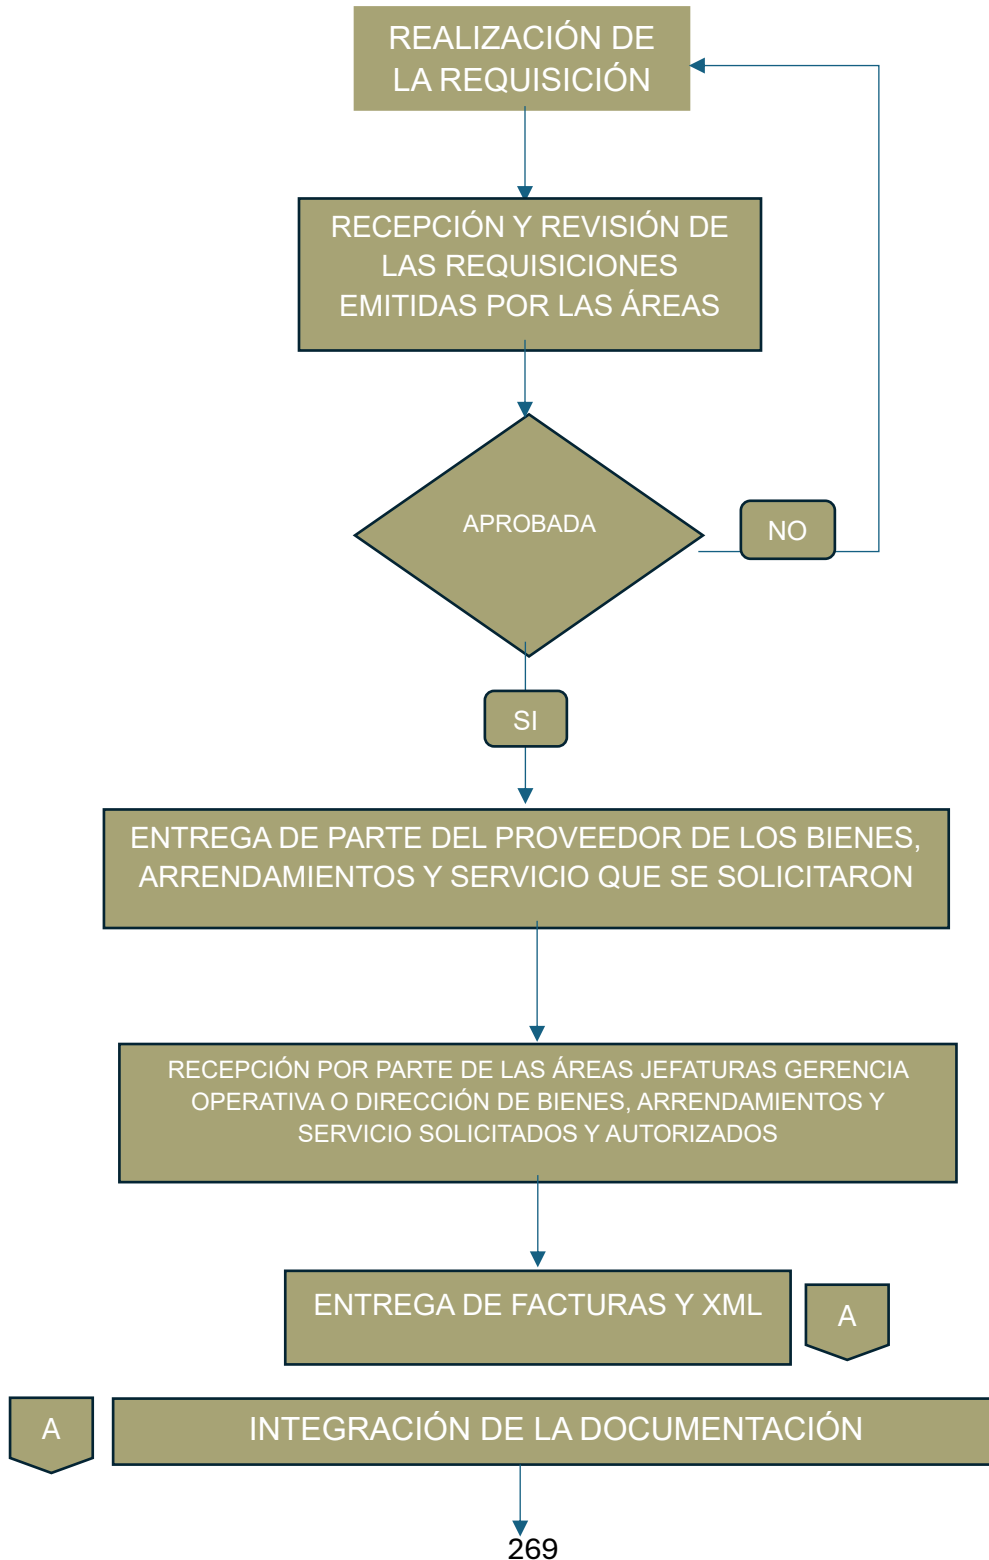 REALIZACIÓN DE
LA REQUISICIÓN
RECEPCIÓN Y REVISIÓN DE
LAS REQUISICIONES
EMITIDAS POR LAS ÁREAS
APROBADA
NO
SI
ENTREGA DE PARTE DEL PROVEEDOR DE LOS BIENES,
ARRENDAMIENTOS Y SERVICIO QUE SE SOLICITARON
RECEPCIÓN POR PARTE DE LAS ÁREAS JEFATURAS GERENCIA
OPERATIVA O DIRECCIÓN DE BIENES, ARRENDAMIENTOS Y
SERVICIO SOLICITADOS Y AUTORIZADOS
ENTREGA DE FACTURAS Y XML
A
A
INTEGRACIÓN DE LA DOCUMENTACIÓN
269